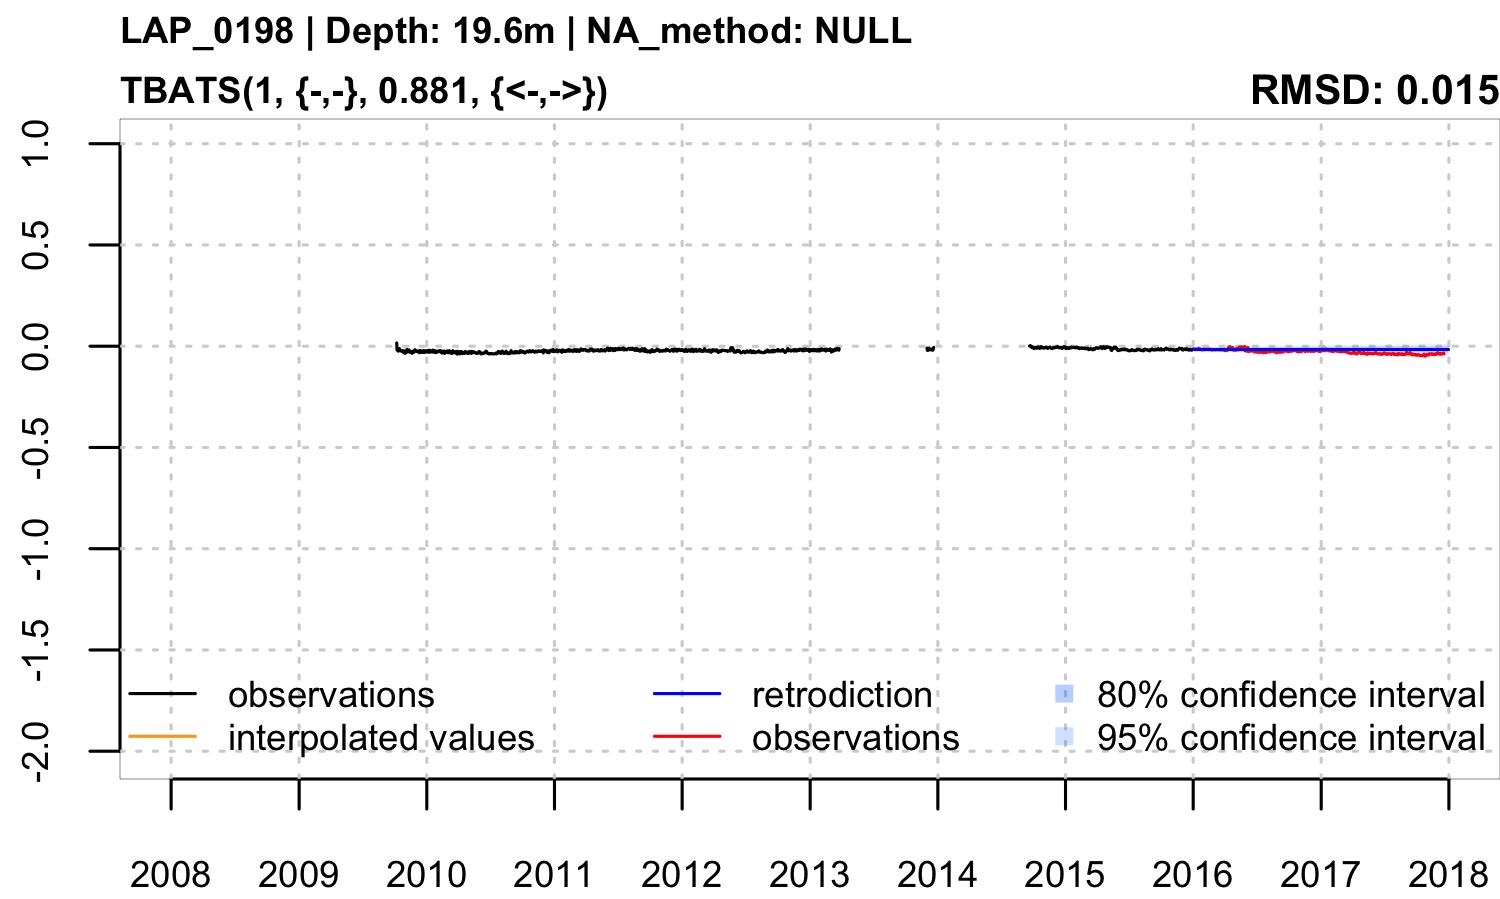 LAP_0198 | Depth: 19.6m | NA_method: NULL
TBATS(1, {-,-}, 0.881, {<-,->})
RMSD: 0.015
1.0
0.5
0.0
-0.5
-1.0
-1.5
-2.0
observations
retrodiction
80% confidence interval
interpolated values
observations
95% confidence interval
2008 2009 2010 2011 2012 2013 2014 2015 2016 2017 2018